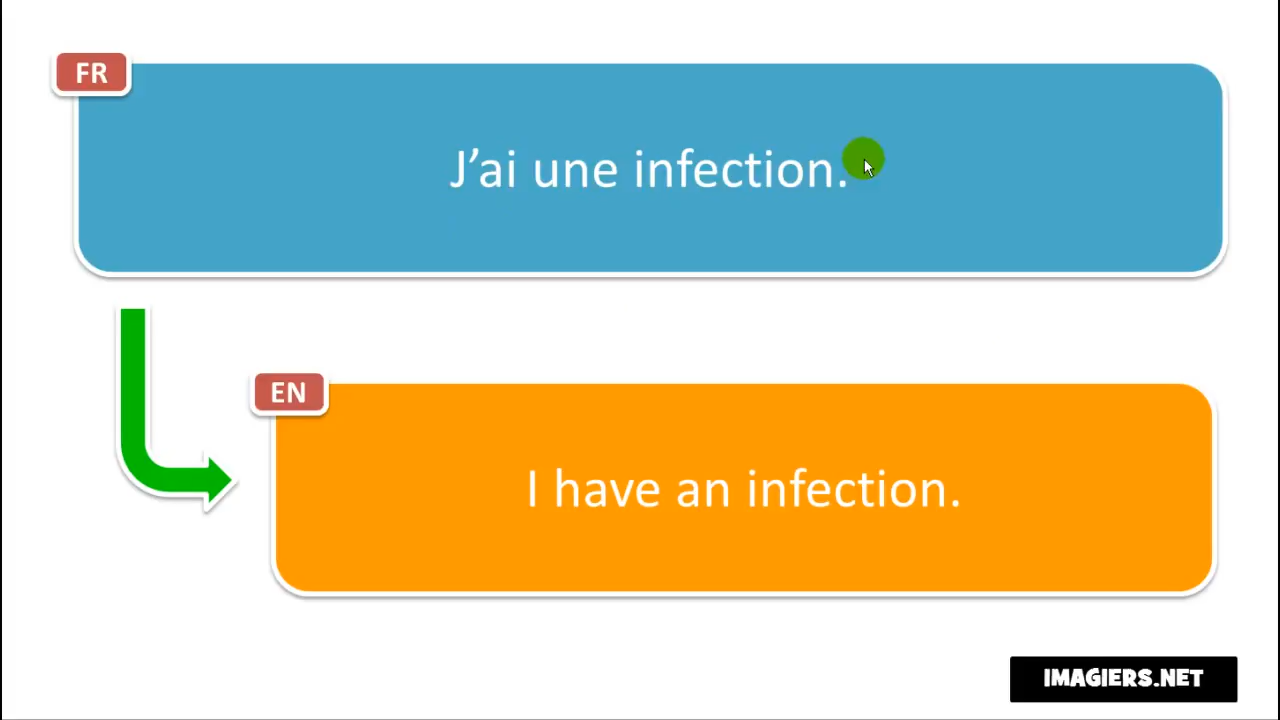 FR
J’ai une infection.
EN
I have an infection.
IMAGIERS.NET